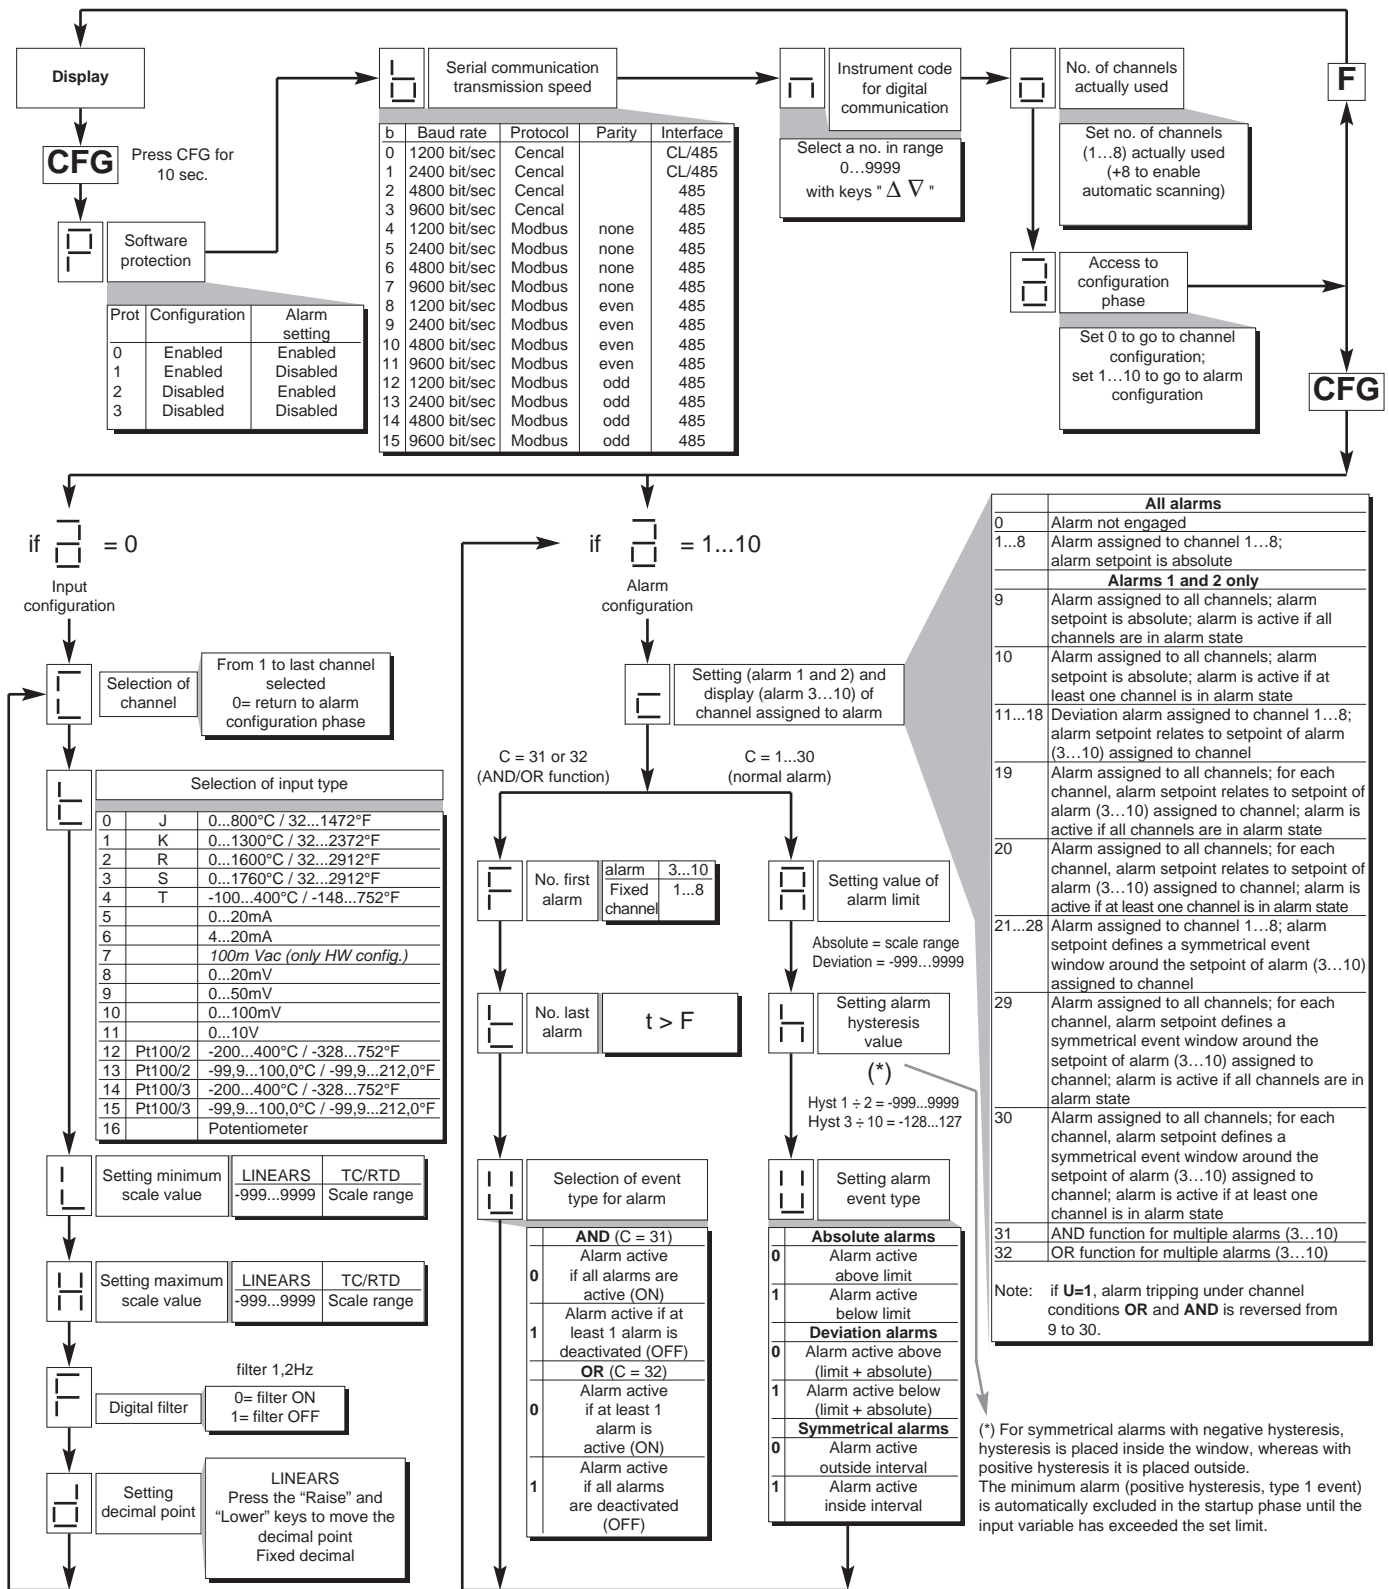 Display
CFG
Press CFG for
10 sec.
P
Software
protection
Prot Configuration Alarm
setting
0 Enabled Enabled
1 Enabled Disabled
2 Disabled Enabled
3 Disabled Disabled
b
Serial communication
transmission speed
b Baud rate Protocol Parity Interface
0 1200 bit/sec Cencal CL/485
1 2400 bit/sec Cencal CL/485
2 4800 bit/sec Cencal 485
3 9600 bit/sec Cencal 485
4 1200 bit/sec Modbus none 485
5 2400 bit/sec Modbus none 485
6 4800 bit/sec Modbus none 485
7 9600 bit/sec Modbus none 485
8 1200 bit/sec Modbus even 485
9 2400 bit/sec Modbus even 485
10 4800 bit/sec Modbus even 485
11 9600 bit/sec Modbus even 485
12 1200 bit/sec Modbus odd 485
13 2400 bit/sec Modbus odd 485
14 4800 bit/sec Modbus odd 485
15 9600 bit/sec Modbus odd 485
n
Instrument code
for digital
communication
Select a no. in range
0...9999
with keys " Δ ∇ "
o
No. of channels
actually used
Set no. of channels
(1...8) actually used
(+8 to enable
automatic scanning)
a
Access to
configuration
phase
Set 0 to go to channel
configuration;
set 1...10 to go to alarm
configuration
F
CFG
if a = 0
Input
configuration
C
Selection of
channel
From 1 to last channel
selected
0= return to alarm
configuration phase
t
Selection of input type
0 J 0...800°C / 32...1472°F
1 K 0...1300°C / 32...2372°F
2 R 0...1600°C / 32...2912°F
3 S 0...1760°C / 32...2912°F
4 T -100...400°C / -148...752°F
5 0...20mA
6 4...20mA
7 100m Vac (only HW config.)
8 0...20mV
9 0...50mV
10 0...100mV
11 0...10V
12 Pt100/2 -200...400°C / -328...752°F
13 Pt100/2 -99,9...100,0°C / -99,9...212,0°F
14 Pt100/3 -200...400°C / -328...752°F
15 Pt100/3 -99,9...100,0°C / -99,9...212,0°F
16 Potentiometer
L
Setting minimum
scale value
LINEARS TC/RTD
-999...9999 Scale range
H
Setting maximum
scale value
LINEARS TC/RTD
-999...9999 Scale range
F
Digital filter
filter 1,2Hz
0= filter ON
1= filter OFF
d
Setting
decimal point
LINEARS
Press the “Raise” and
“Lower” keys to move the
decimal point
Fixed decimal
if a = 1...10
Alarm
configuration
c
Setting (alarm 1 and 2) and
display (alarm 3...10) of
channel assigned to alarm
C = 31 or 32
(AND/OR function)
C = 1...30
(normal alarm)
F
No. first
alarm
alarm 3...10
Fixed 1...8
channel
t
No. last
alarm
t > F
U
Selection of event
type for alarm
AND (C = 31)
0 Alarm active
if all alarms are
active (ON)
1 Alarm active if at
least 1 alarm is
deactivated (OFF)
OR (C = 32)
0 Alarm active
if at least 1
alarm is
active (ON)
1 Alarm active
if all alarms
are deactivated
(OFF)
A
Setting value of
alarm limit
Absolute = scale range
Deviation = -999...9999
h
Setting alarm
hysteresis
value
(*)
Hyst 1 ÷ 2 = -999...9999
Hyst 3 ÷ 10 = -128...127
U
Setting alarm
event type
Absolute alarms
0 Alarm active
above limit
1 Alarm active
below limit
Deviation alarms
0 Alarm active above
(limit + absolute)
1 Alarm active below
(limit + absolute)
Symmetrical alarms
0 Alarm active
outside interval
1 Alarm active
inside interval
All alarms
0 Alarm not engaged
1...8 Alarm assigned to channel 1...8;
alarm setpoint is absolute
Alarms 1 and 2 only
9 Alarm assigned to all channels; alarm
setpoint is absolute; alarm is active if all
channels are in alarm state
10 Alarm assigned to all channels; alarm
setpoint is absolute; alarm is active if at
least one channel is in alarm state
11...18 Deviation alarm assigned to channel 1...8;
alarm setpoint relates to setpoint of alarm
(3...10) assigned to channel
19 Alarm assigned to all channels; for each
channel, alarm setpoint relates to setpoint of
alarm (3...10) assigned to channel; alarm is
active if all channels are in alarm state
20 Alarm assigned to all channels; for each
channel, alarm setpoint relates to setpoint of
alarm (3...10) assigned to channel; alarm is
active if at least one channel is in alarm state
21...28 Alarm assigned to channel 1...8; alarm
setpoint defines a symmetrical event
window around the setpoint of alarm (3...10)
assigned to channel
29 Alarm assigned to all channels; for each
channel, alarm setpoint defines a
symmetrical event window around the
setpoint of alarm (3...10) assigned to
channel; alarm is active if all channels are in
alarm state
30 Alarm assigned to all channels; for each
channel, alarm setpoint defines a
symmetrical event window around the
setpoint of alarm (3...10) assigned to
channel; alarm is active if at least one
channel is in alarm state
31 AND function for multiple alarms (3...10)
32 OR function for multiple alarms (3...10)
Note: if U=1, alarm tripping under channel
conditions OR and AND is reversed from
9 to 30.
(*) For symmetrical alarms with negative hysteresis,
hysteresis is placed inside the window, whereas with
positive hysteresis it is placed outside.
The minimum alarm (positive hysteresis, type 1 event)
is automatically excluded in the startup phase until the
input variable has exceeded the set limit.